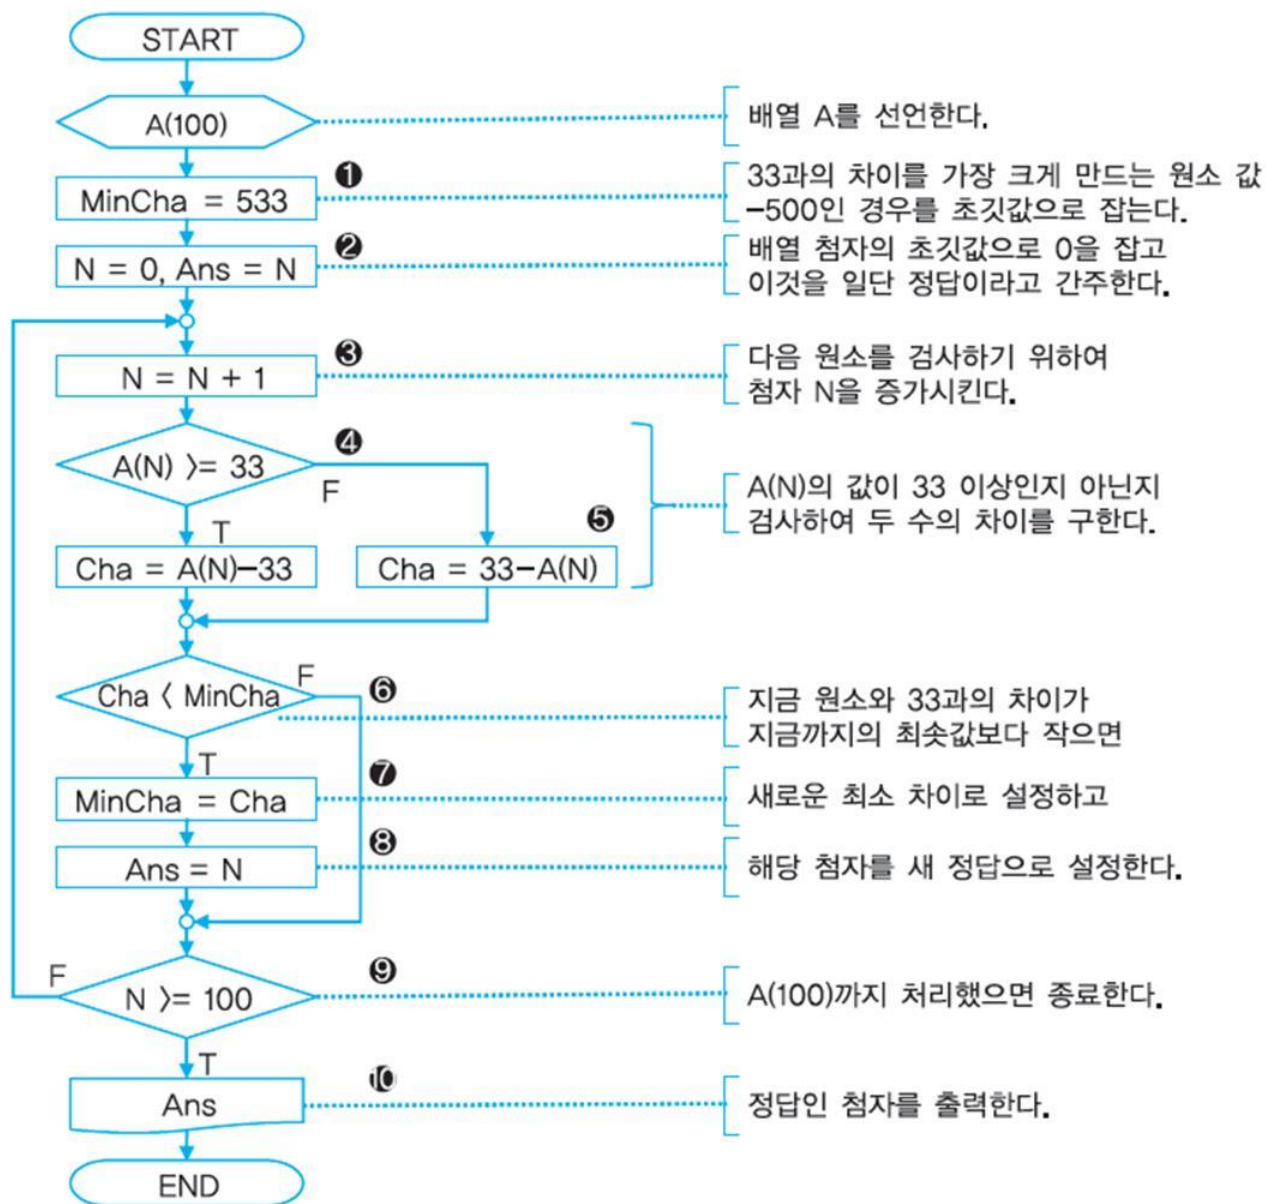 START
A(100)
배열 A를 선언한다.
❶
MinCha = 533
33과의 차이를 가장 크게 만드는 원소 값
-500인 경우를 초깃값으로 잡는다.
❷
N = 0, Ans = N
배열 첨자의 초깃값으로 0을 잡고
이것을 일단 정답이라고 간주한다.
❸
N = N + 1
다음 원소를 검사하기 위하여
첨자 N을 증가시킨다.
❹
A(N) >= 33
F
T
❺
A(N)의 값이 33 이상인지 아닌지
검사하여 두 수의 차이를 구한다.
Cha = A(N)-33
Cha = 33-A(N)
Cha < MinCha
F
❻
지금 원소와 33과의 차이가
지금까지의 최솟값보다 작으면
T
❼
MinCha = Cha
새로운 최소 차이로 설정하고
❽
Ans = N
해당 첨자를 새 정답으로 설정한다.
F
❾
N >= 100
A(100)까지 처리했으면 종료한다.
T
❿
Ans
정답인 첨자를 출력한다.
END